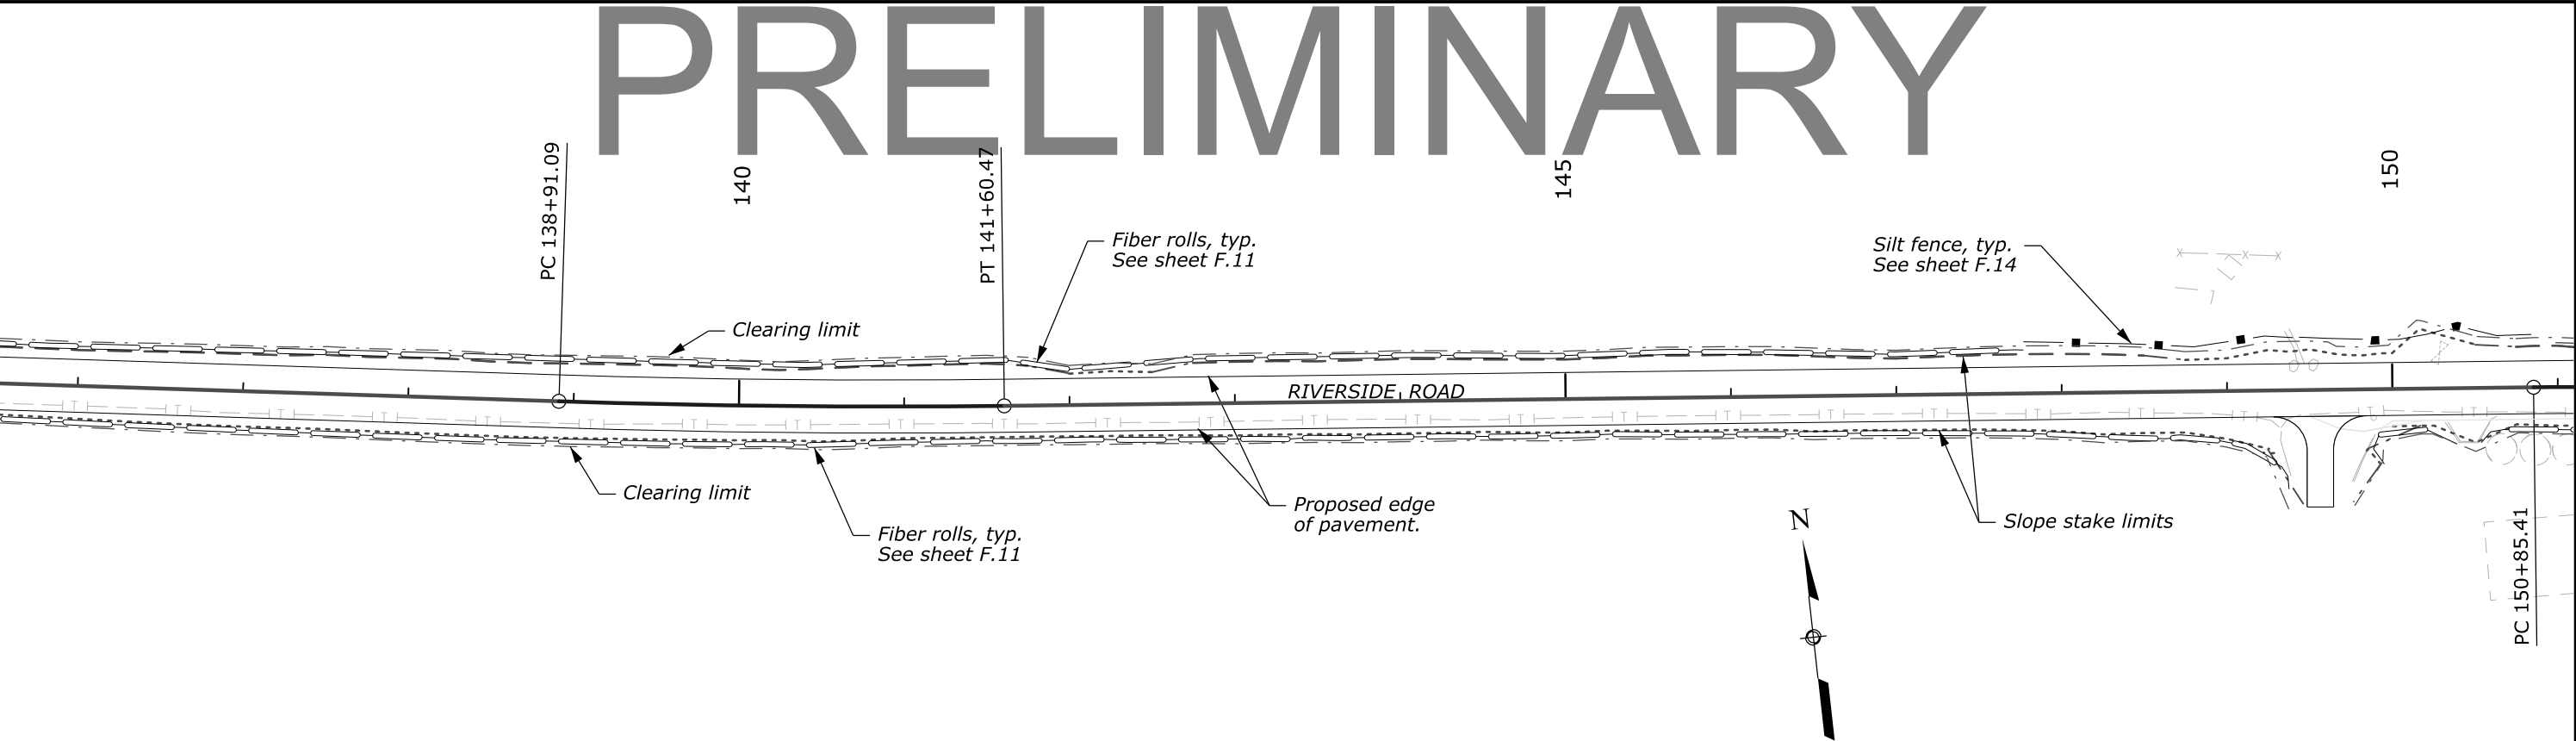 PRELIMINARY
PC 138+91.09
140
PT 141+60.47
145
150
Fiber rolls, typ.
See sheet F.11
Silt fence, typ.
See sheet F.14
Clearing limit
RIVERSIDE ROAD
Clearing limit
Fiber rolls, typ.
See sheet F.11
Proposed edge
of pavement.
N
Slope stake limits
PC 150+85.41